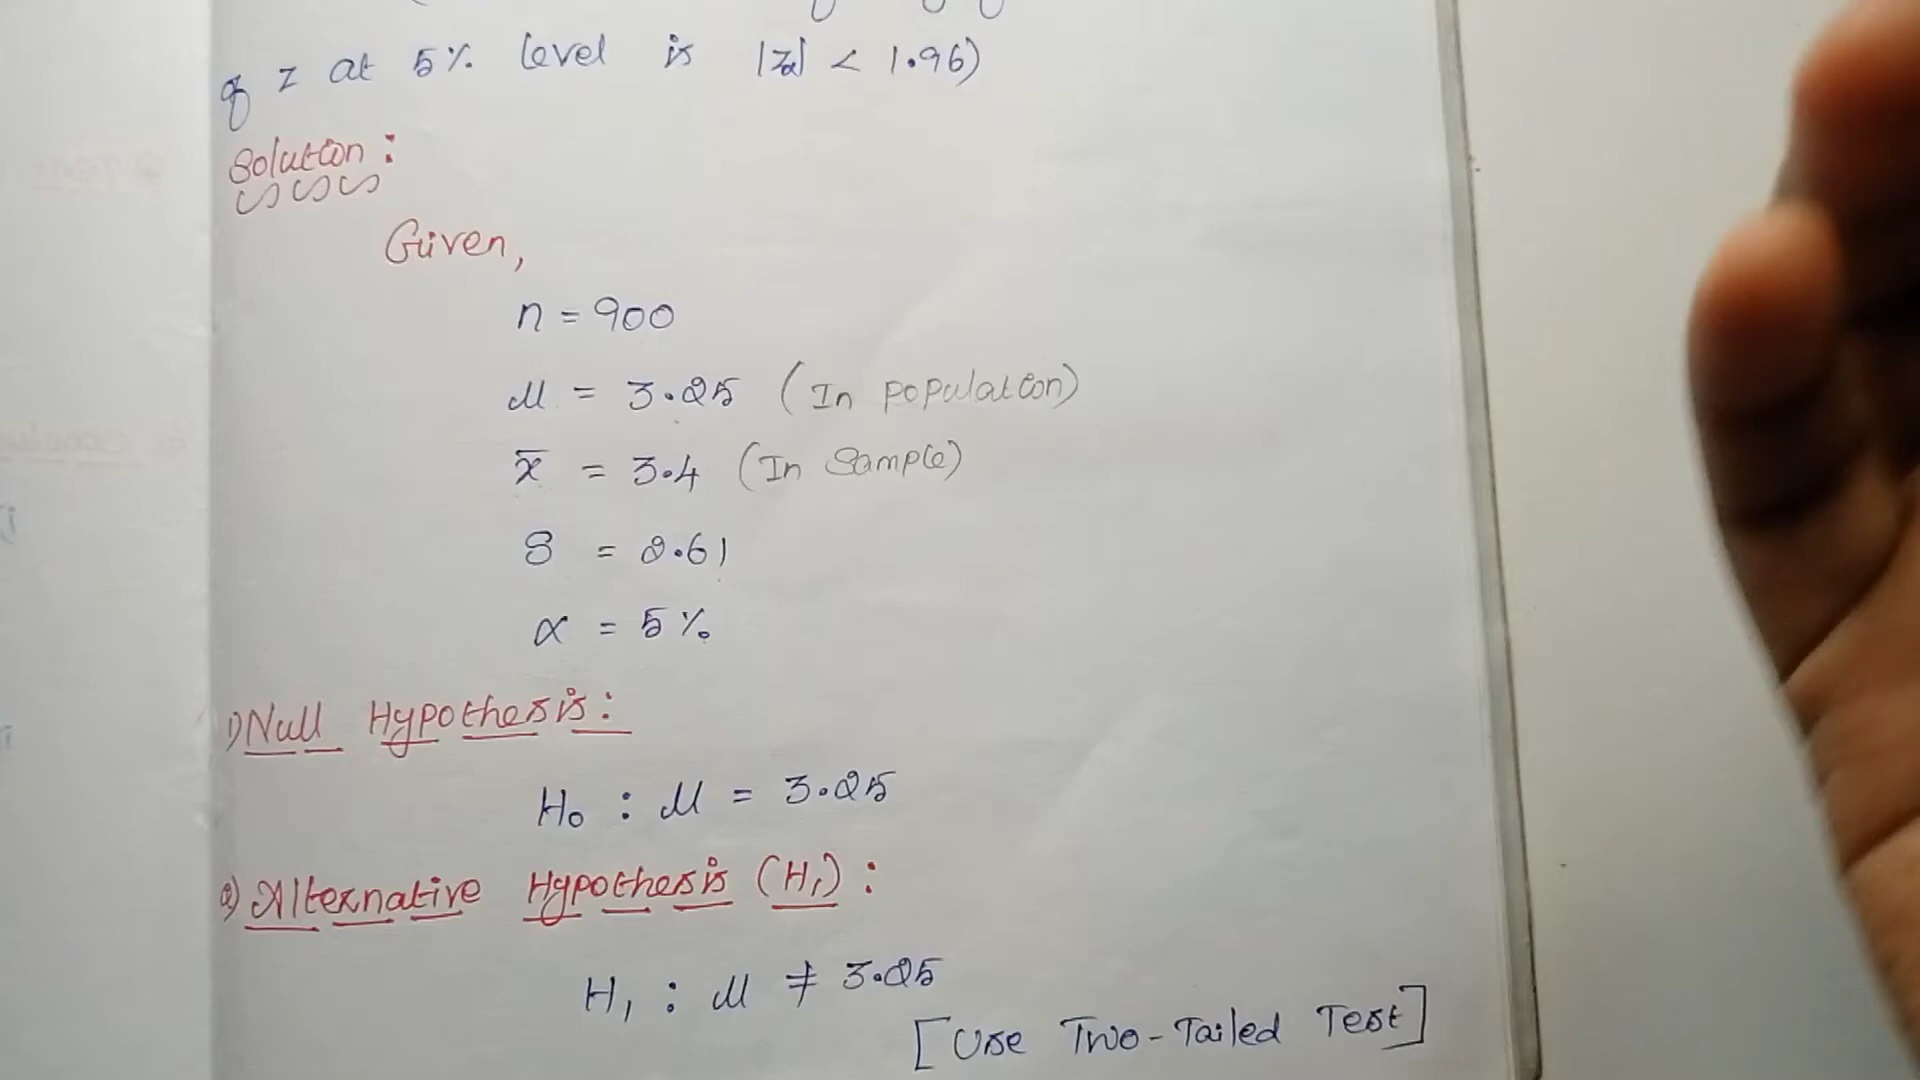 of z at 5% level is |zα| < 1.96)
Solution:
Given,
n = 900
μ = 3.25 (In population)
x̄ = 3.4 (In Sample)
S = 2.61
α = 5%
1) Null Hypothesis:
H₀ : μ = 3.25
2) Alternative Hypothesis (H₁) :
H₁ : μ ≠ 3.25
[Use Two-Tailed Test]